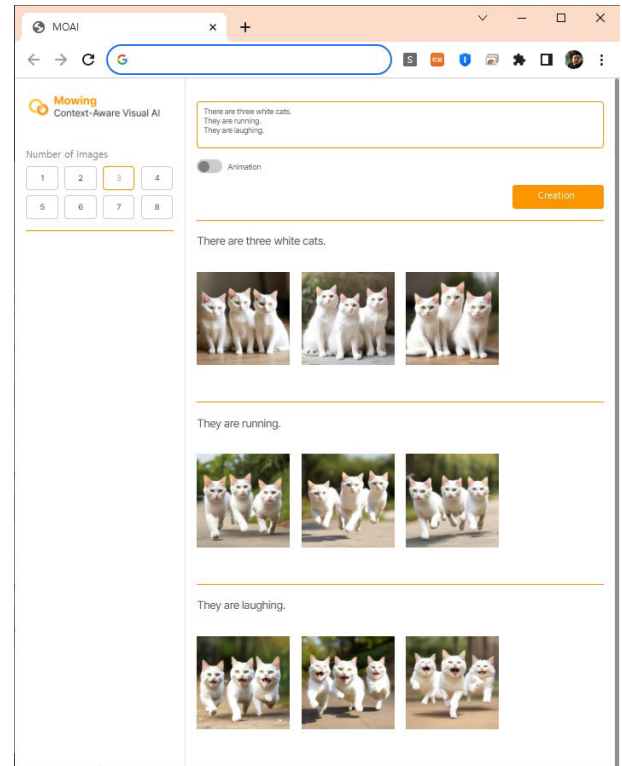 MOAI
G
S
Mowing
Context-Aware Visual AI
Number of images
1 2 3 4
5 6 7 8
There are three white cats.
They are running.
They are laughing.
Animation
Creation
There are three white cats.
They are running.
They are laughing.